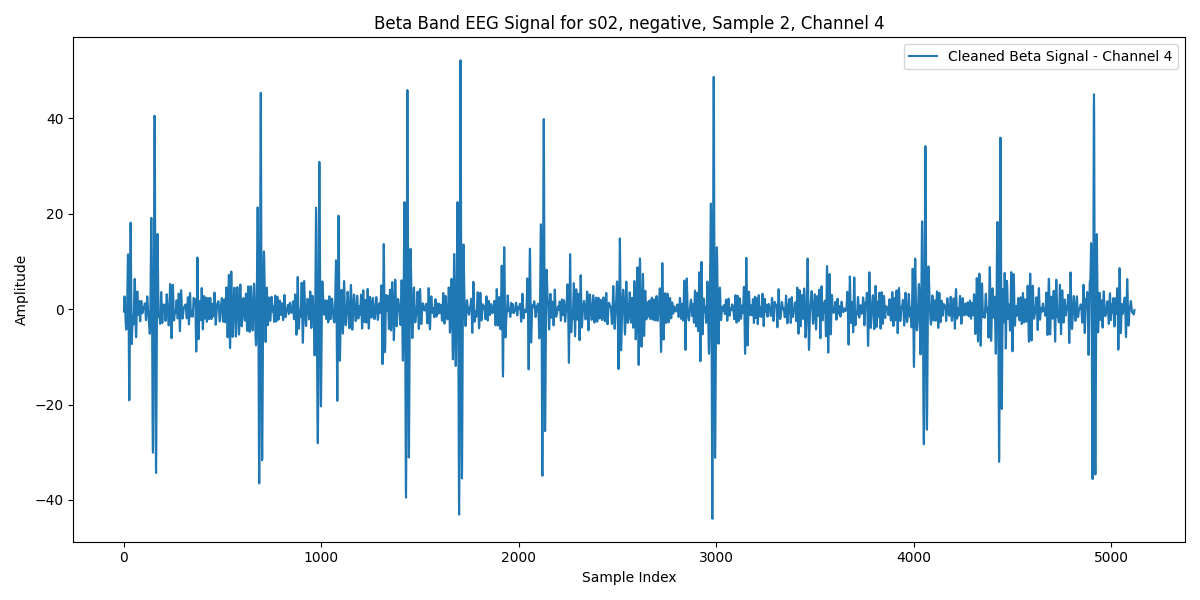 Beta Band EEG Signal for s02, negative, Sample 2, Channel 4
Cleaned Beta Signal - Channel 4
Amplitude
40
20
0
−20
−40
0 1000 2000 3000 4000 5000
Sample Index